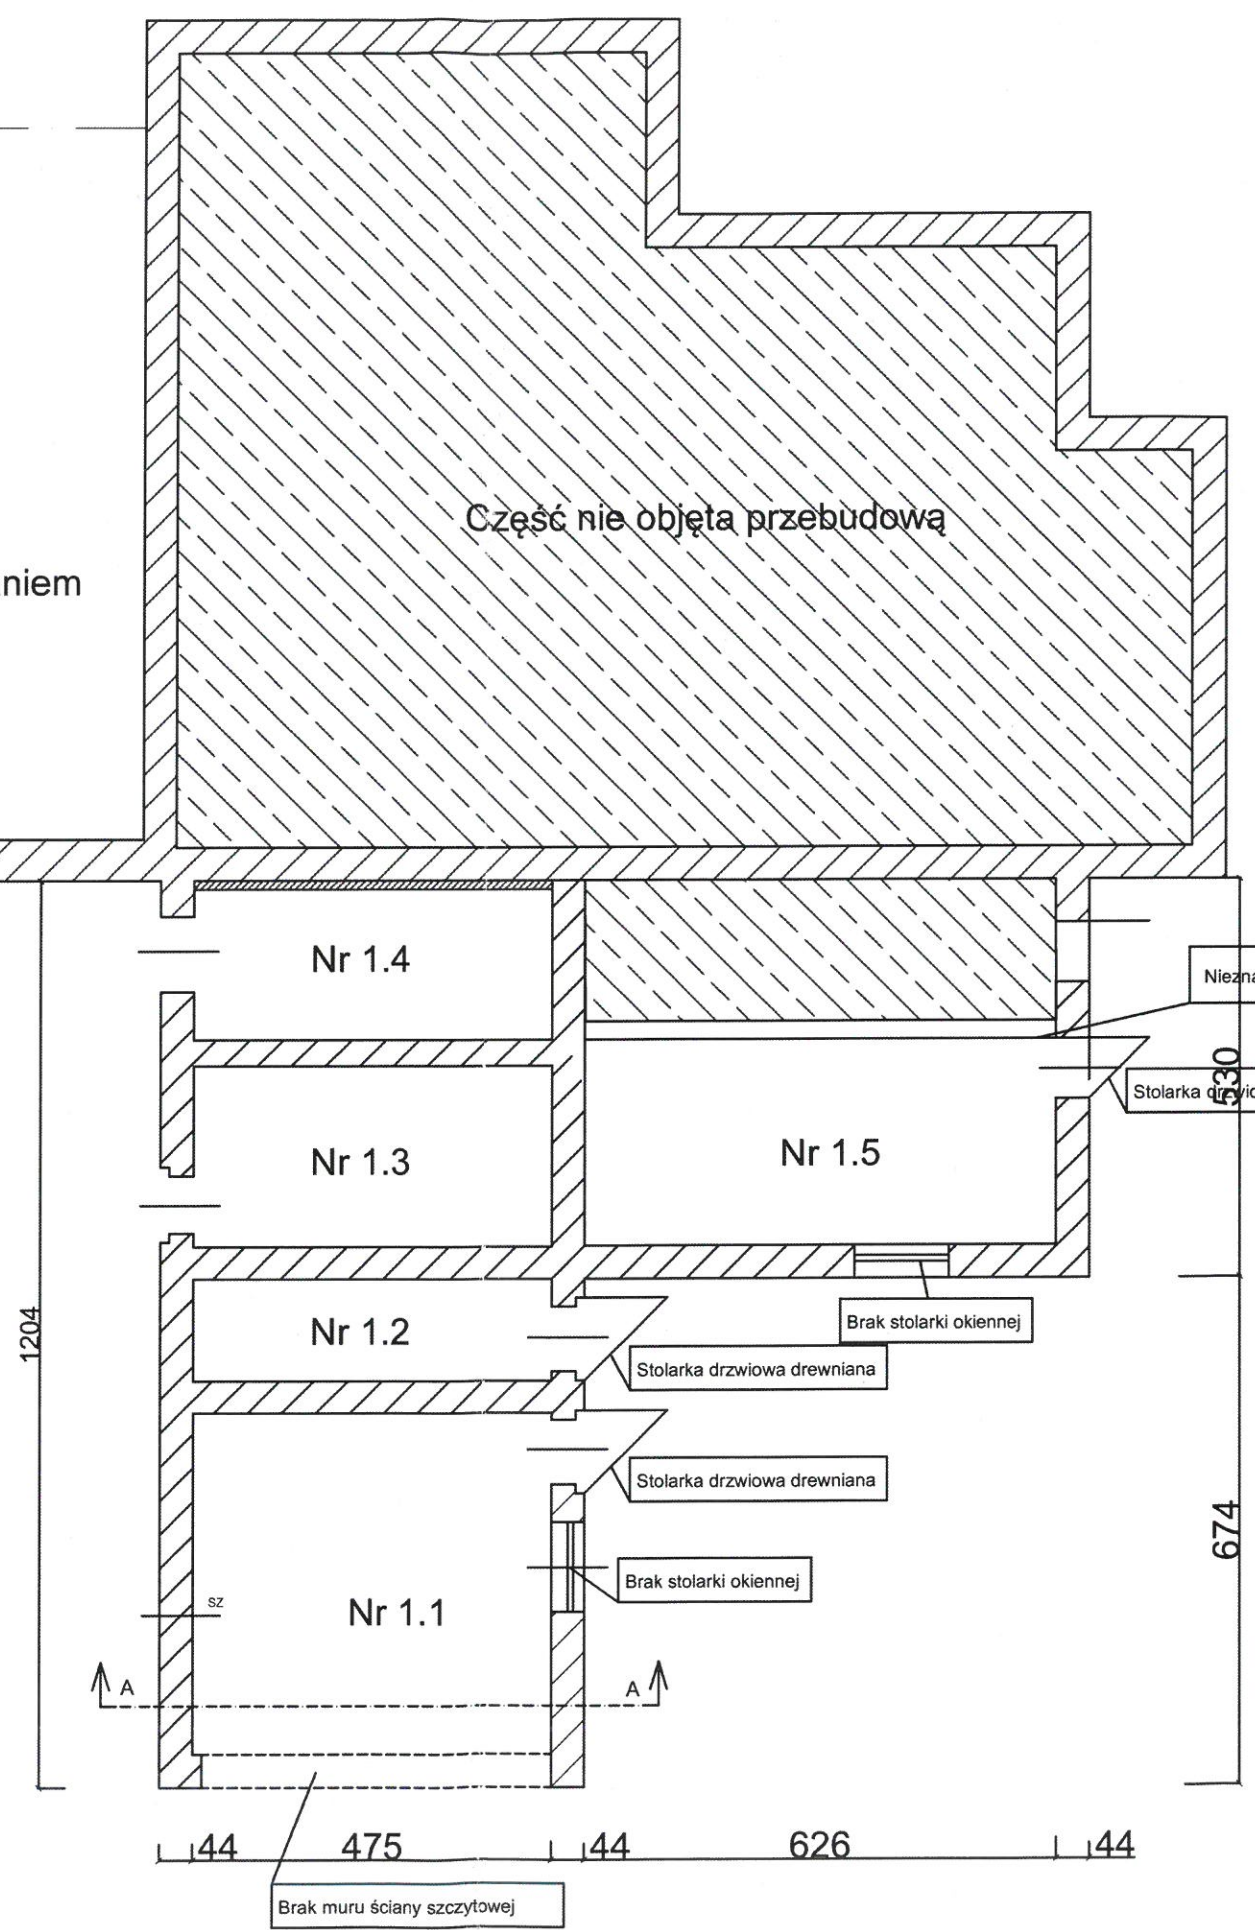 Część nie objęta przebudową
Nr 1.4
Nr 1.3
Nr 1.5
530
Stolarka
1204
Nr 1.2
Brak stolarki okiennej
Stolarka drzwiowa drewniana
Stolarka drzwiowa drewniana
674
Brak stolarki okiennej
sz
Nr 1.1
A
A
44
475
44
626
44
Brak muru ściany szczytowej